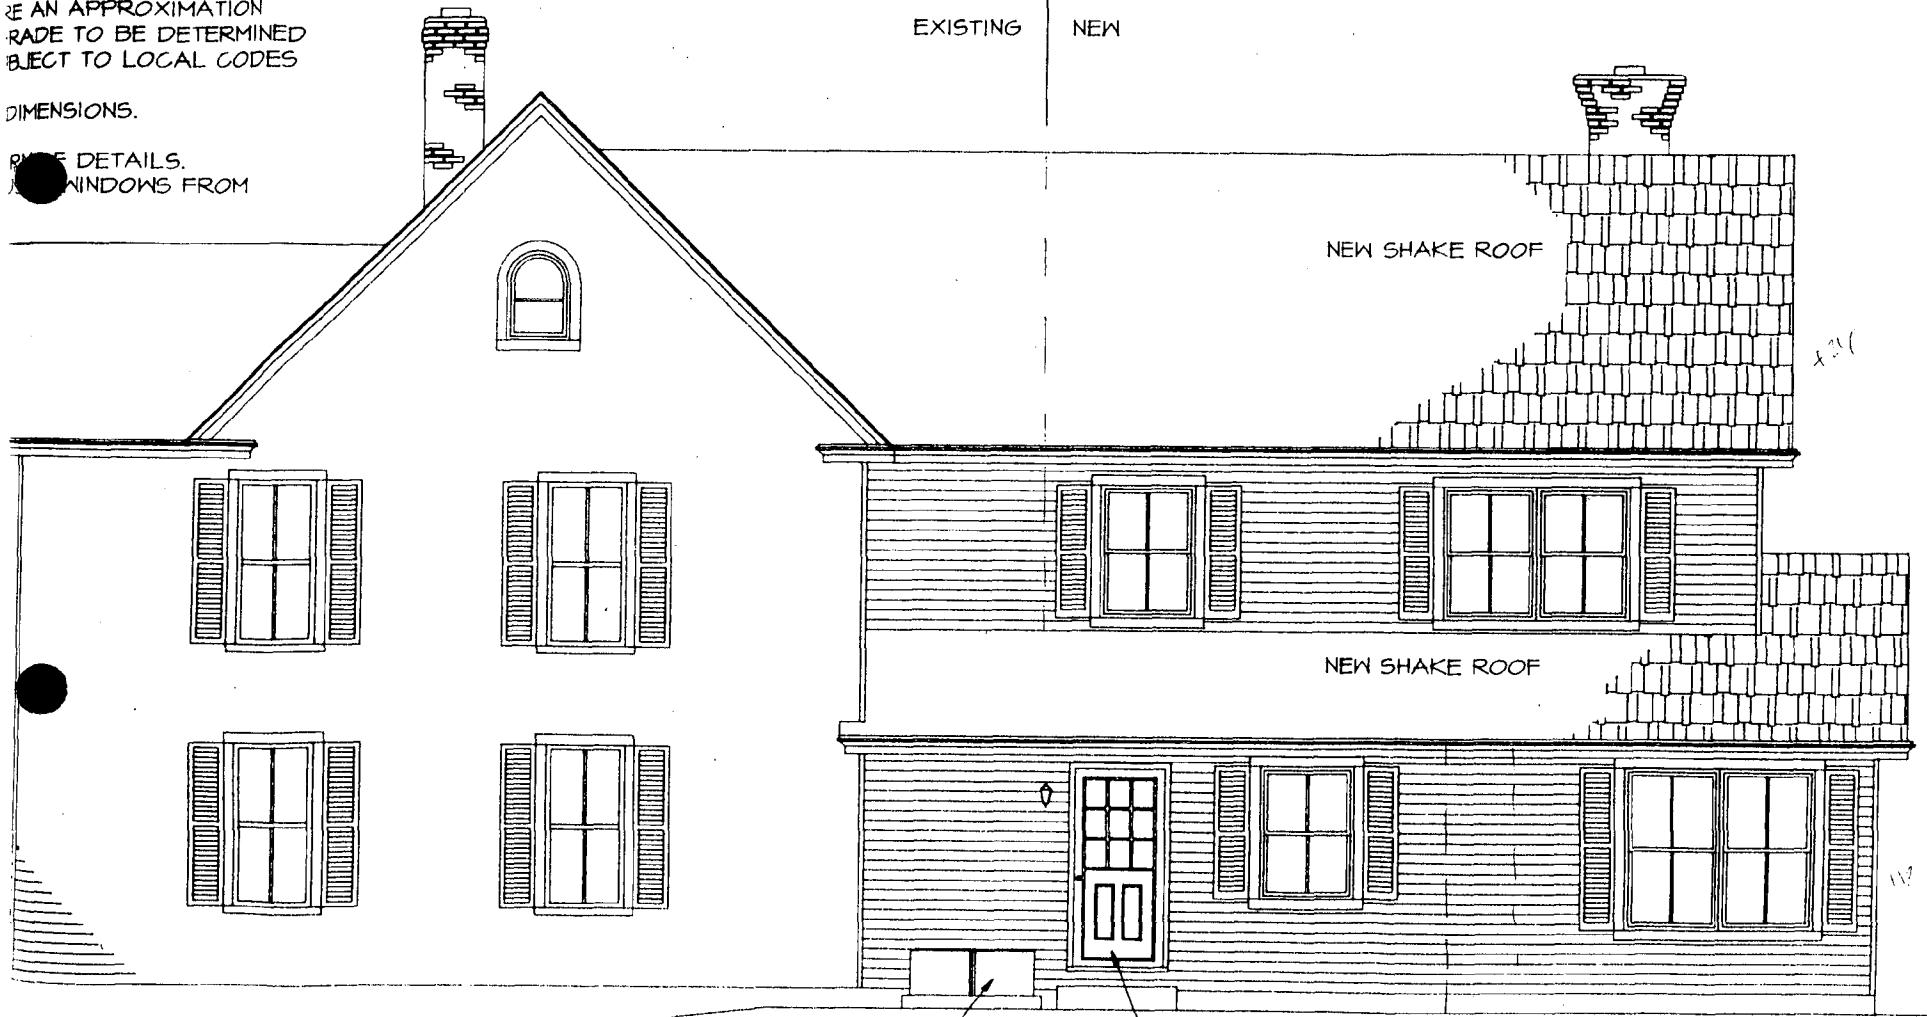 RE AN APPROXIMATION
RADE TO BE DETERMINED
BJECT TO LOCAL CODES
DIMENSIONS.
DETAILS.
WINDOWS FROM
EXISTING NEW
NEW SHAKE ROOF
NEW SHAKE ROOF